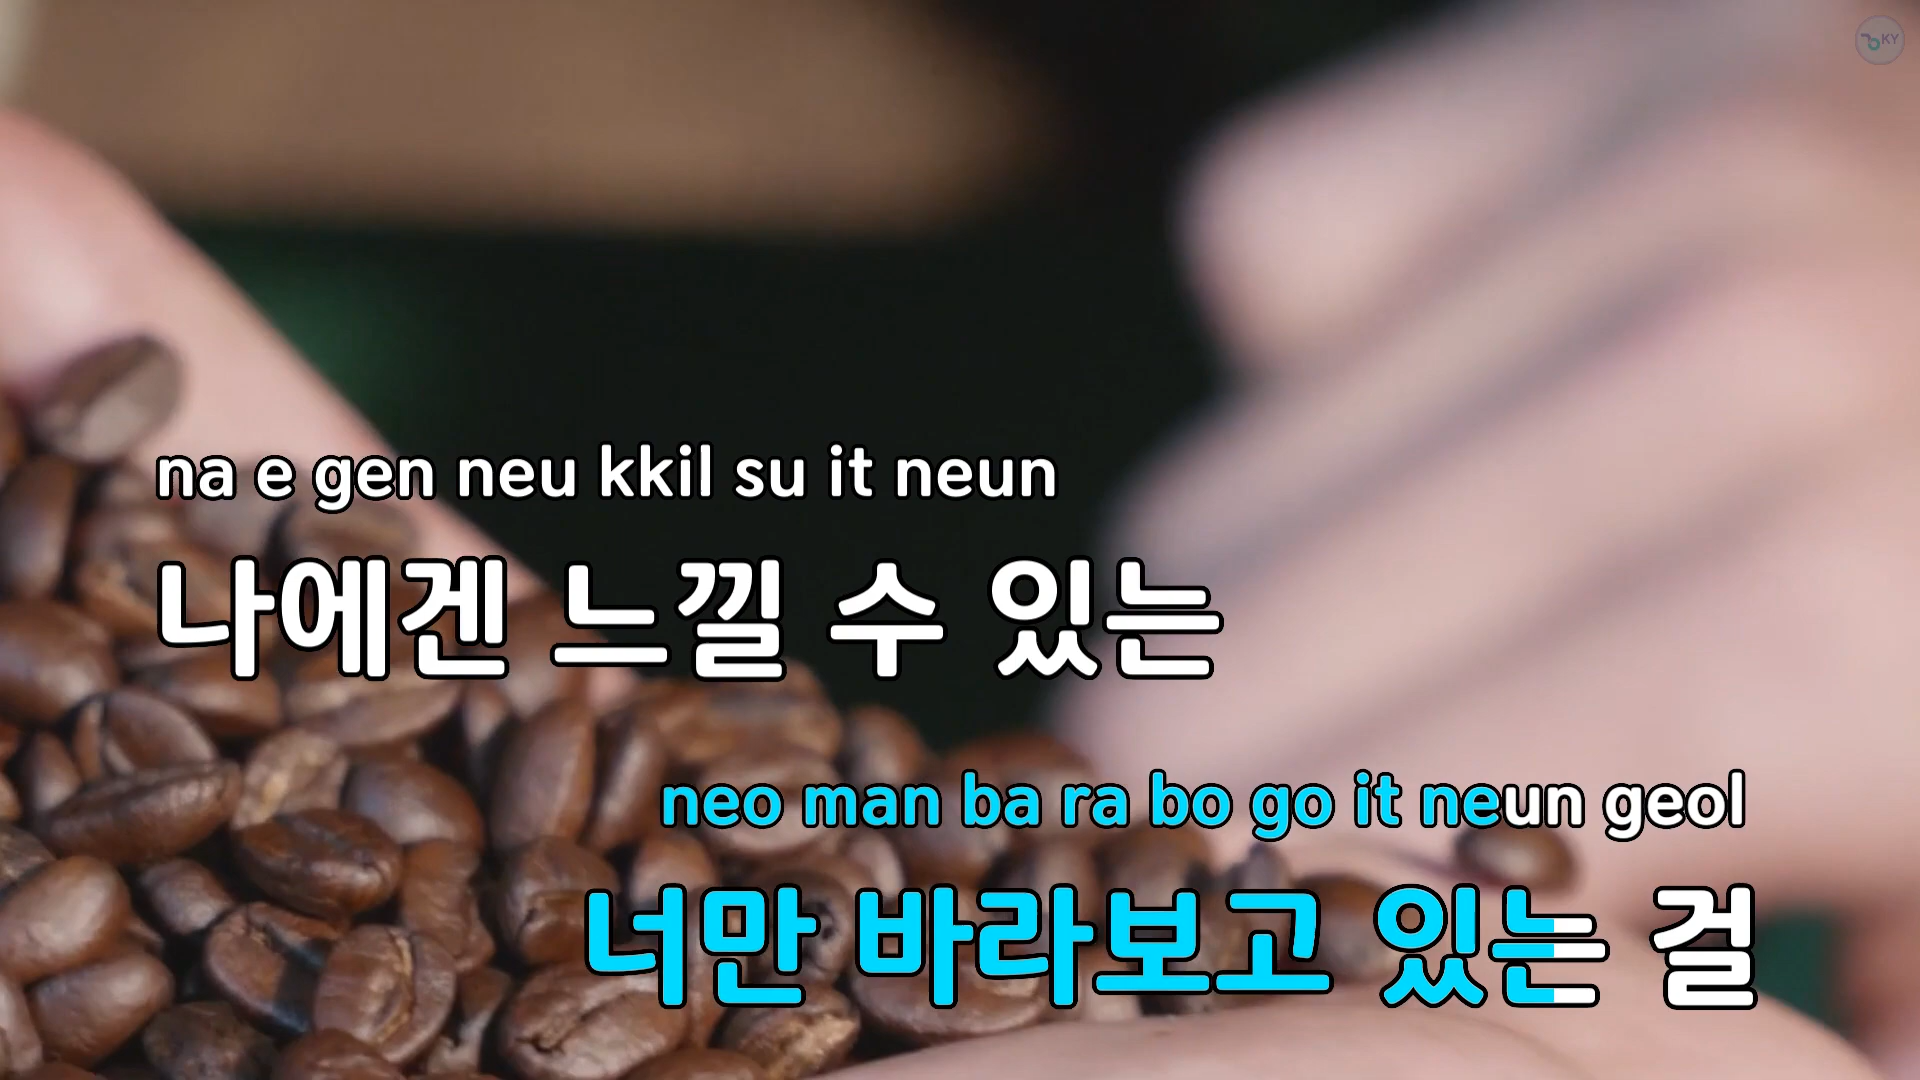 KY
na e gen neu kkil su it neun
나에겐 느낄 수 있는
neo man ba ra bo go it neun geol
너만 바라보고 있는 걸